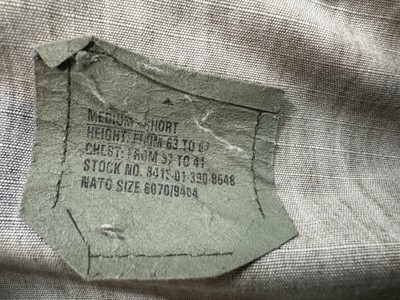 MEDIUM - SHORT
HEIGHT: FROM 63 TO 67
CHEST: FROM 37 TO 41
STOCK NO. 8415-01-390-8548
NATO SIZE 6070/9404